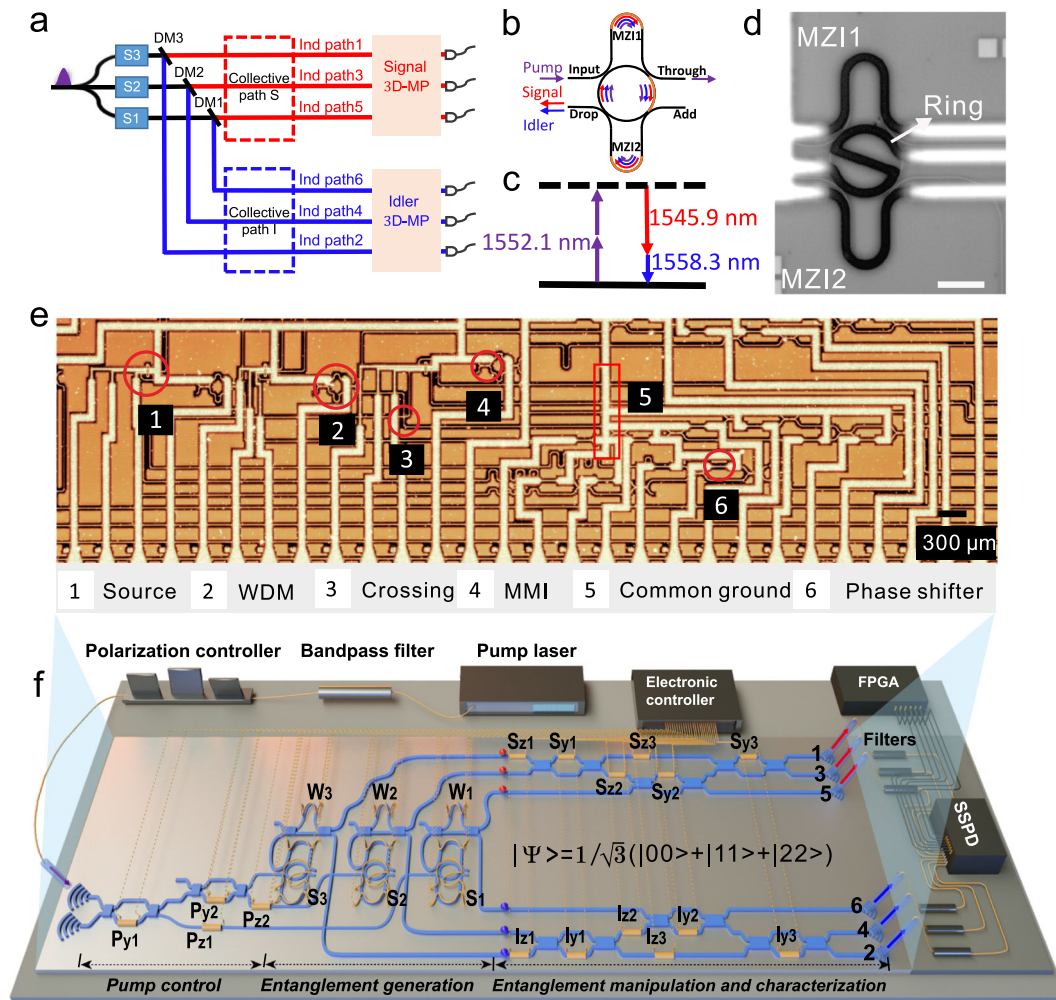 a
DM3
S3
DM2
S2
DM1
S1
Collective
path S
Ind path1
Ind path3
Ind path5
Signal
3D-MP
Collective
path I
Ind path6
Ind path4
Ind path2
Idler
3D-MP
b
MZI1
Pump
Input
Through
Signal
Idler
Drop
Add
MZI2
c
1552.1 nm
1545.9 nm
1558.3 nm
d
MZI1
Ring
MZI2
e
1
2
3
4
5
6
300 µm
1 Source 2 WDM 3 Crossing 4 MMI 5 Common ground 6 Phase shifter
f
Polarization controller
Bandpass filter
Pump laser
Electronic
controller
FPGA
Filters
SSPD
Sz1
Sy1
Sz3
Sy3
Sz2
Sy2
1
3
5
W3
W2
W1
S3
S2
S1
|Ψ>=1/√3(|00>+|11>+|22>)
Py1
Py2
Pz1
Pz2
Iz1
Iy1
Iz2
Iz3
Iy2
Iy3
6
4
2
Pump control
Entanglement generation
Entanglement manipulation and characterization